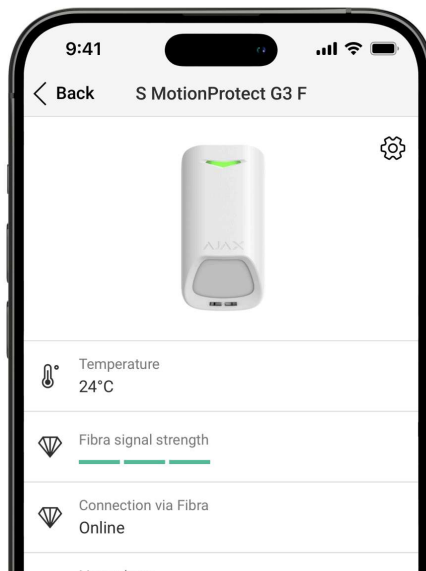 9:41
Back S MotionProtect G3 F
AJAX
Temperature
24°C
Fibra signal strength
Connection via Fibra
Online